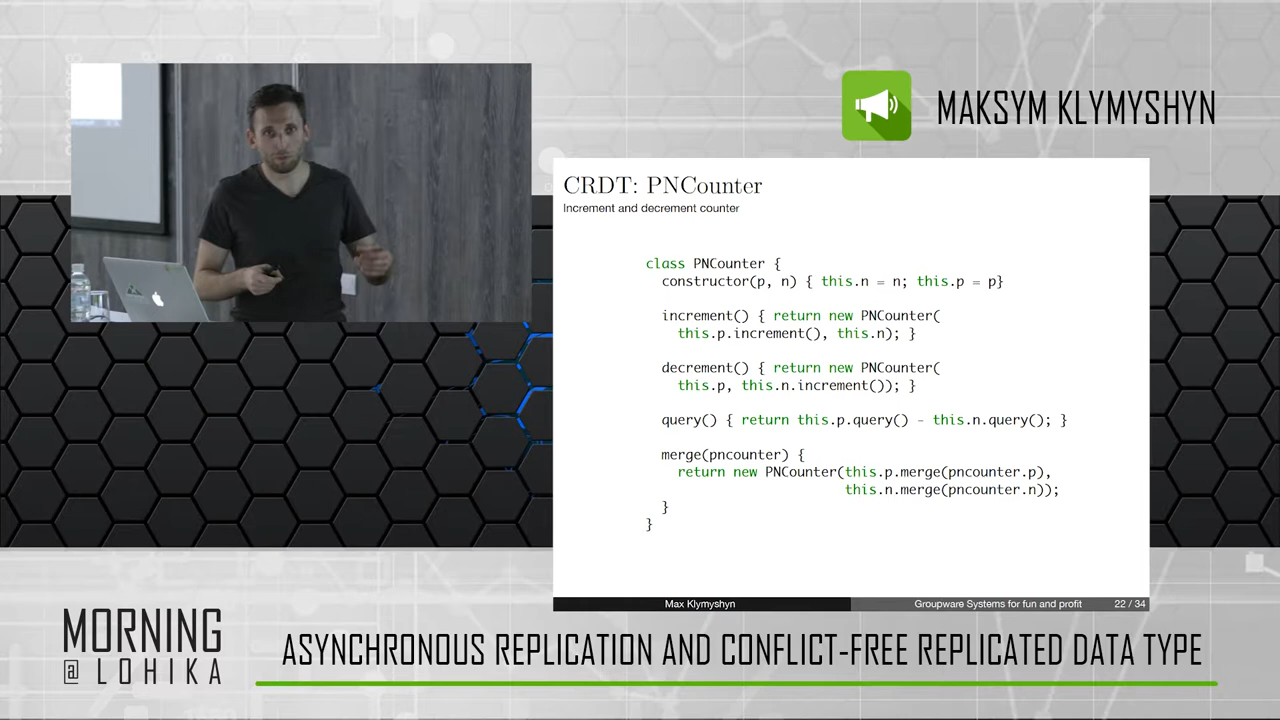 MAKSYM KLYMYSHYN
CRDT: PNCounter
Increment and decrement counter
class PNCounter {
constructor(p, n) { this.n = n; this.p = p}
increment() { return new PNCounter(
this.p.increment(), this.n); }
decrement() { return new PNCounter(
this.p, this.n.increment()); }
query() { return this.p.query() - this.n.query(); }
merge(pncounter) {
return new PNCounter(this.p.merge(pncounter.p),
this.n.merge(pncounter.n));
}
}
Max Klymyshyn Groupware Systems for fun and profit 22 / 34
MORNING
@ LOHIKA
ASYNCHRONOUS REPLICATION AND CONFLICT-FREE REPLICATED DATA TYPE